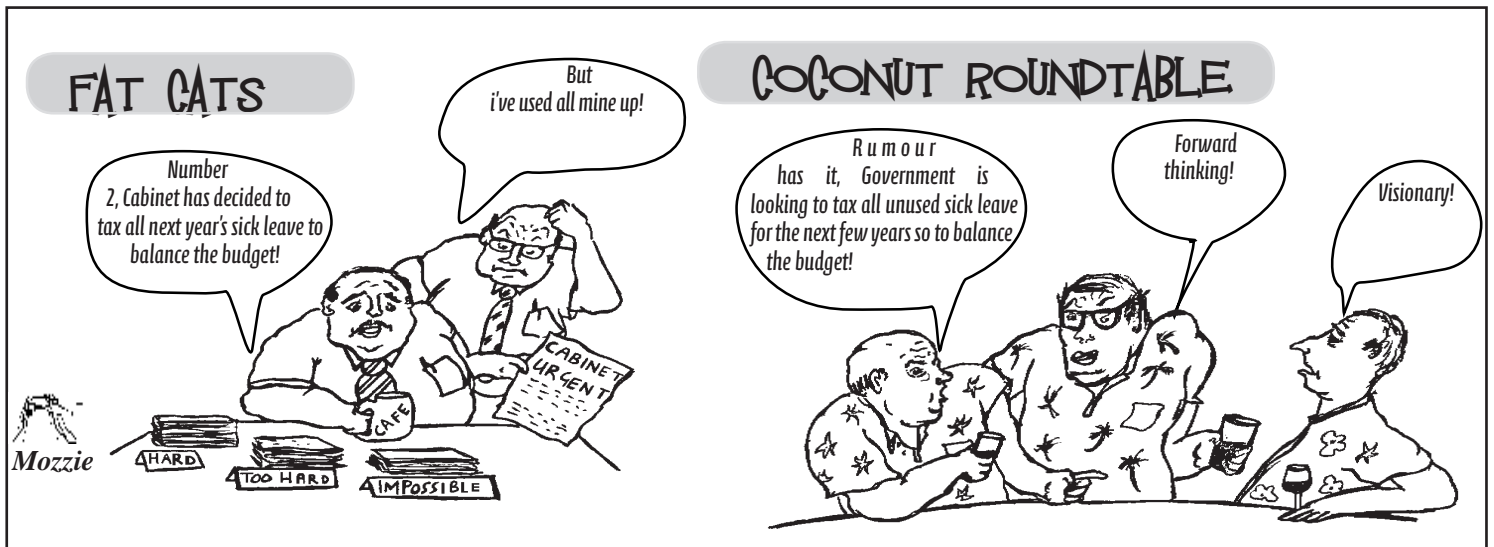 FAT CATS
Number
2, Cabinet has decided to
tax all next year's sick leave to
balance the budget!
But
i've used all mine up!
CABINET
URGENT
CAFE
HARD
TOO HARD
IMPOSSIBLE
Mozzie
COCONUT ROUNDTABLE
Rumour
has it, Government is
looking to tax all unused sick leave
for the next few years so to balance
the budget!
Forward
thinking!
Visionary!